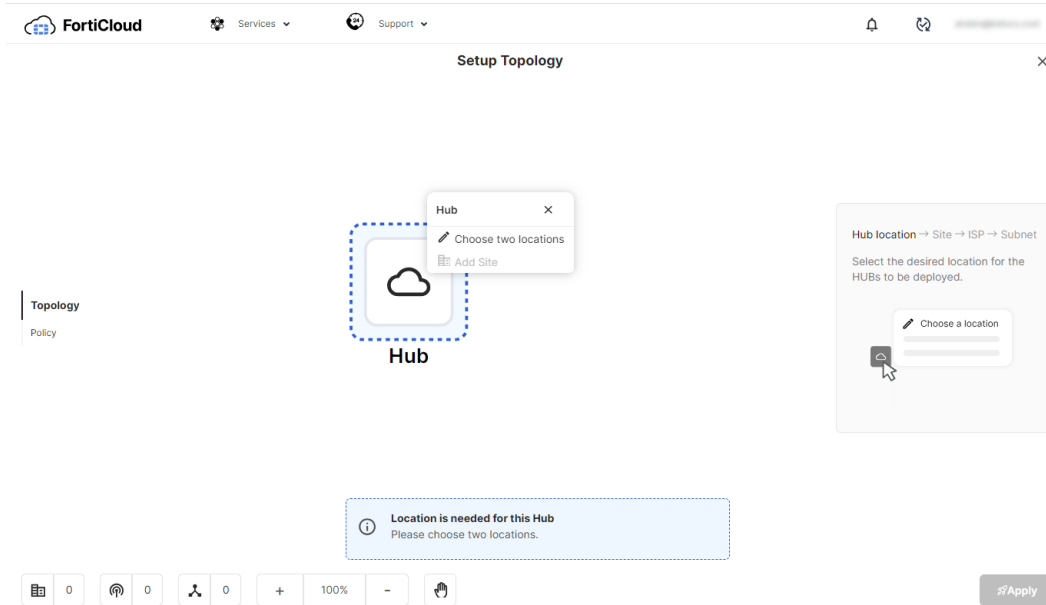 FortiCloud
Services
24
Support
Setup Topology
Hub
Choose two locations
Add Site
Hub
Topology
Policy
Hub location → Site → ISP → Subnet
Select the desired location for the
HUBs to be deployed.
Choose a location
Location is needed for this Hub
Please choose two locations.
0
0
0
+
100%
-
Apply